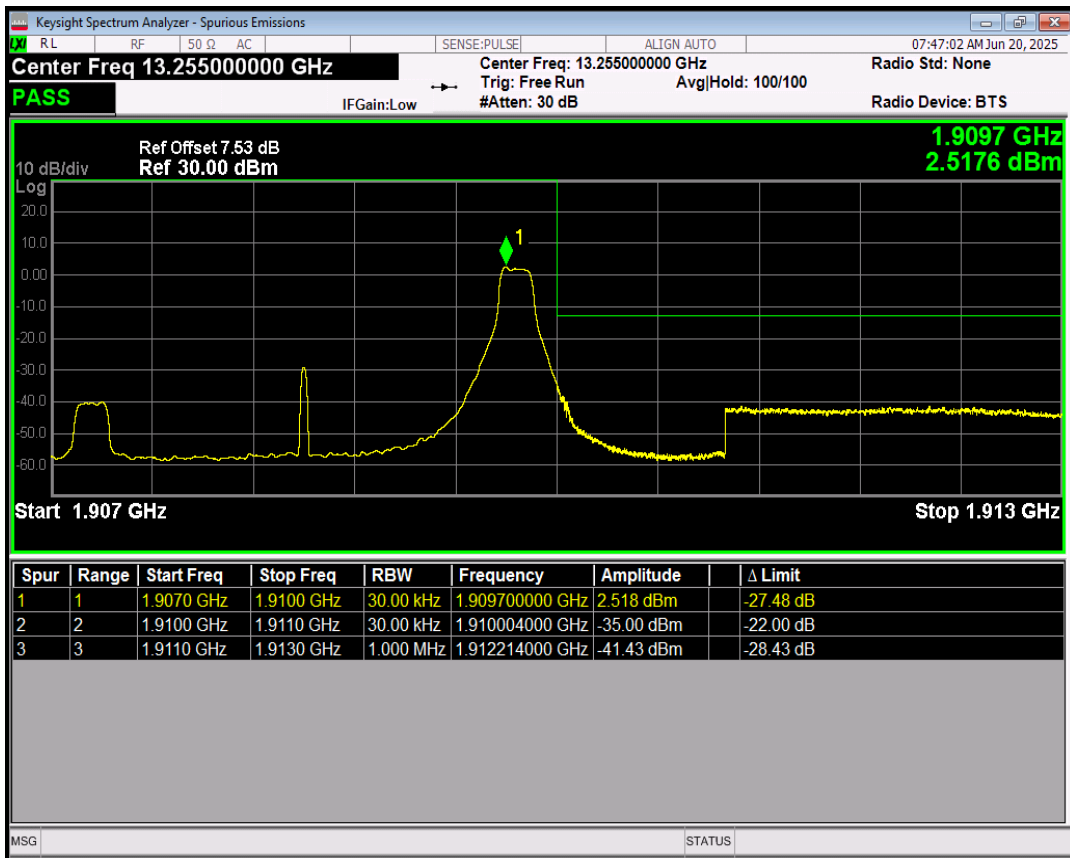 Keysight Spectrum Analyzer - Spurious Emissions
LXI RL RF 50 Ω AC SENSE:PULSE ALIGN AUTO 07:47:02 AM Jun 20, 2025
Center Freq 13.255000000 GHz Center Freq: 13.255000000 GHz Radio Std: None
Trig: Free Run Avg|Hold: 100/100
PASS IFGain:Low #Atten: 30 dB Radio Device: BTS
Ref Offset 7.53 dB 1.9097 GHz
10 dB/div Ref 30.00 dBm 2.5176 dBm
Log
20.0
10.0
1
0.00
-10.0
-20.0
-30.0
-40.0
-50.0
-60.0
Start 1.907 GHz Stop 1.913 GHz
Spur Range Start Freq Stop Freq RBW Frequency Amplitude Δ Limit
1 1 1.9070 GHz 1.9100 GHz 30.00 kHz 1.909700000 GHz 2.518 dBm -27.48 dB
2 2 1.9100 GHz 1.9110 GHz 30.00 kHz 1.910004000 GHz -35.00 dBm -22.00 dB
3 3 1.9110 GHz 1.9130 GHz 1.000 MHz 1.912214000 GHz -41.43 dBm -28.43 dB
MSG STATUS